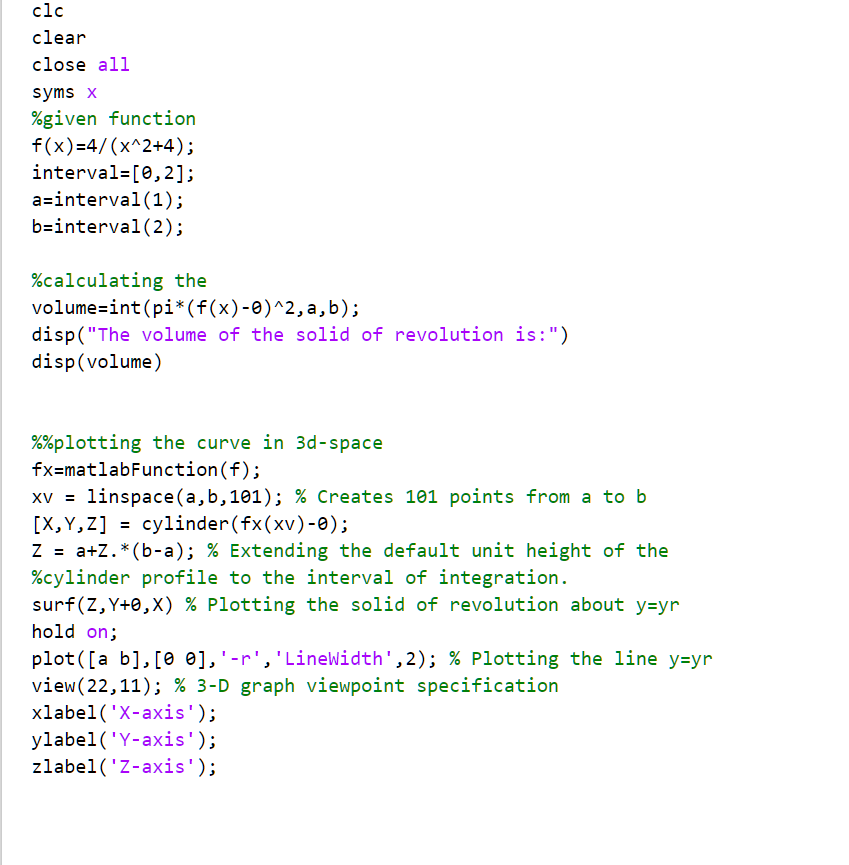 clc
clear
close all
syms x
%given function
f(x)=4/(x^2+4);
interval=[0,2];
a=interval(1);
b=interval(2);
%calculating the
volume=int(pi*(f(x)-0)^2,a,b);
disp("The volume of the solid of revolution is:")
disp(volume)
%%plotting the curve in 3d-space
fx=matlabFunction(f);
xv = linspace(a,b,101); % Creates 101 points from a to b
[X,Y,Z] = cylinder(fx(xv)-0);
Z = a+Z.*(b-a); % Extending the default unit height of the
%cylinder profile to the interval of integration.
surf(Z,Y+0,X) % Plotting the solid of revolution about y=yr
hold on;
plot([a b],[0 0],'-r','LineWidth',2); % Plotting the line y=yr
view(22,11); % 3-D graph viewpoint specification
xlabel('X-axis');
ylabel('Y-axis');
zlabel('Z-axis');